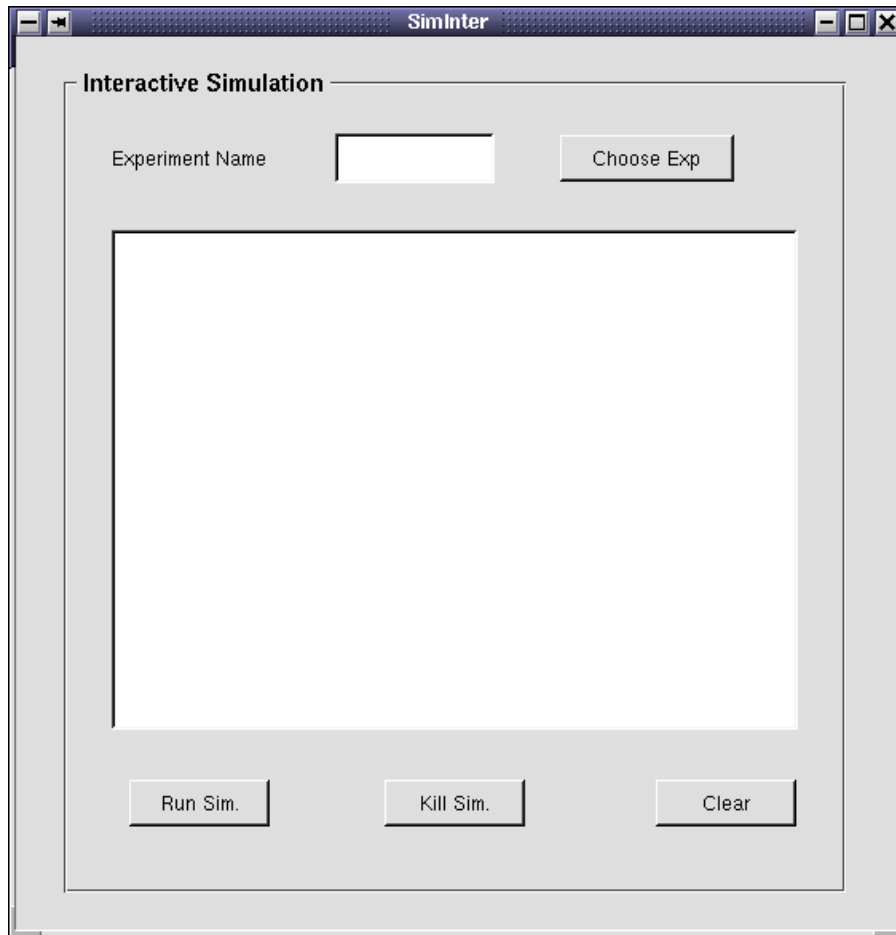 SimInter
Interactive Simulation
Experiment Name
Choose Exp
Run Sim.
Kill Sim.
Clear